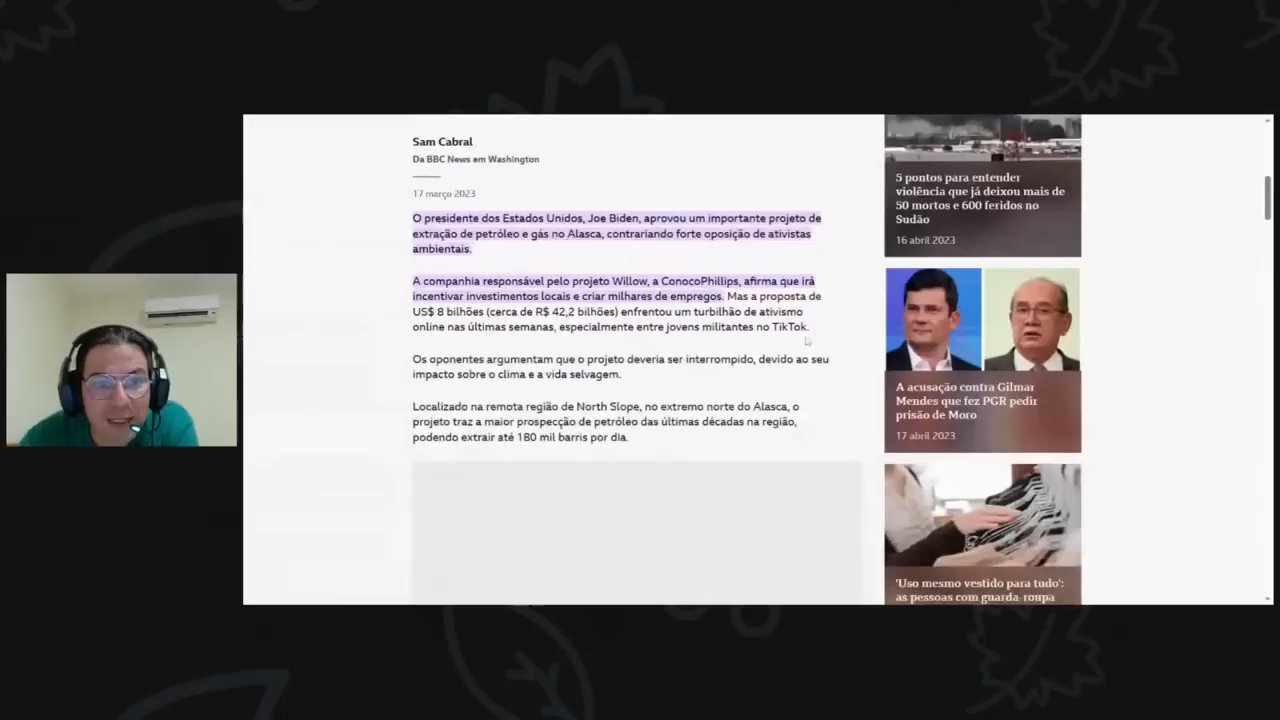 Sam Cabral
Da BBC News em Washington
17 março 2023
O presidente dos Estados Unidos, Joe Biden, aprovou um importante projeto de
extração de petróleo e gás no Alasca, contrariando forte oposição de ativistas
ambientais.
A companhia responsável pelo projeto Willow, a ConocoPhillips, afirma que irá
incentivar investimentos locais e criar milhares de empregos. Mas a proposta de
US$ 8 bilhões (cerca de R$ 42,2 bilhões) enfrentou um turbilhão de ativismo
online nas últimas semanas, especialmente entre jovens militantes no TikTok.
Os oponentes argumentam que o projeto deveria ser interrompido, devido ao seu
impacto sobre o clima e a vida selvagem.
Localizado na remota região de North Slope, no extremo norte do Alasca, o
projeto traz a maior prospecção de petróleo das últimas décadas na região,
podendo extrair até 180 mil barris por dia.
5 pontos para entender
violência que já deixou mais de
50 mortos e 600 feridos no
Sudão
16 abril 2023
A acusação contra Gilmar
Mendes que fez PGR pedir
prisão de Moro
17 abril 2023
'Uso mesmo vestido para tudo':
as pessoas com guarda-roupa